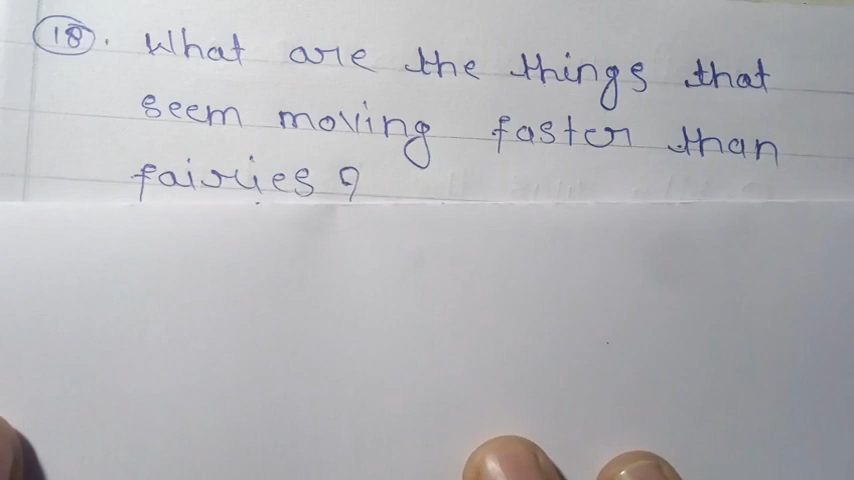 18. What are the things that
seem moving faster than
fairies?